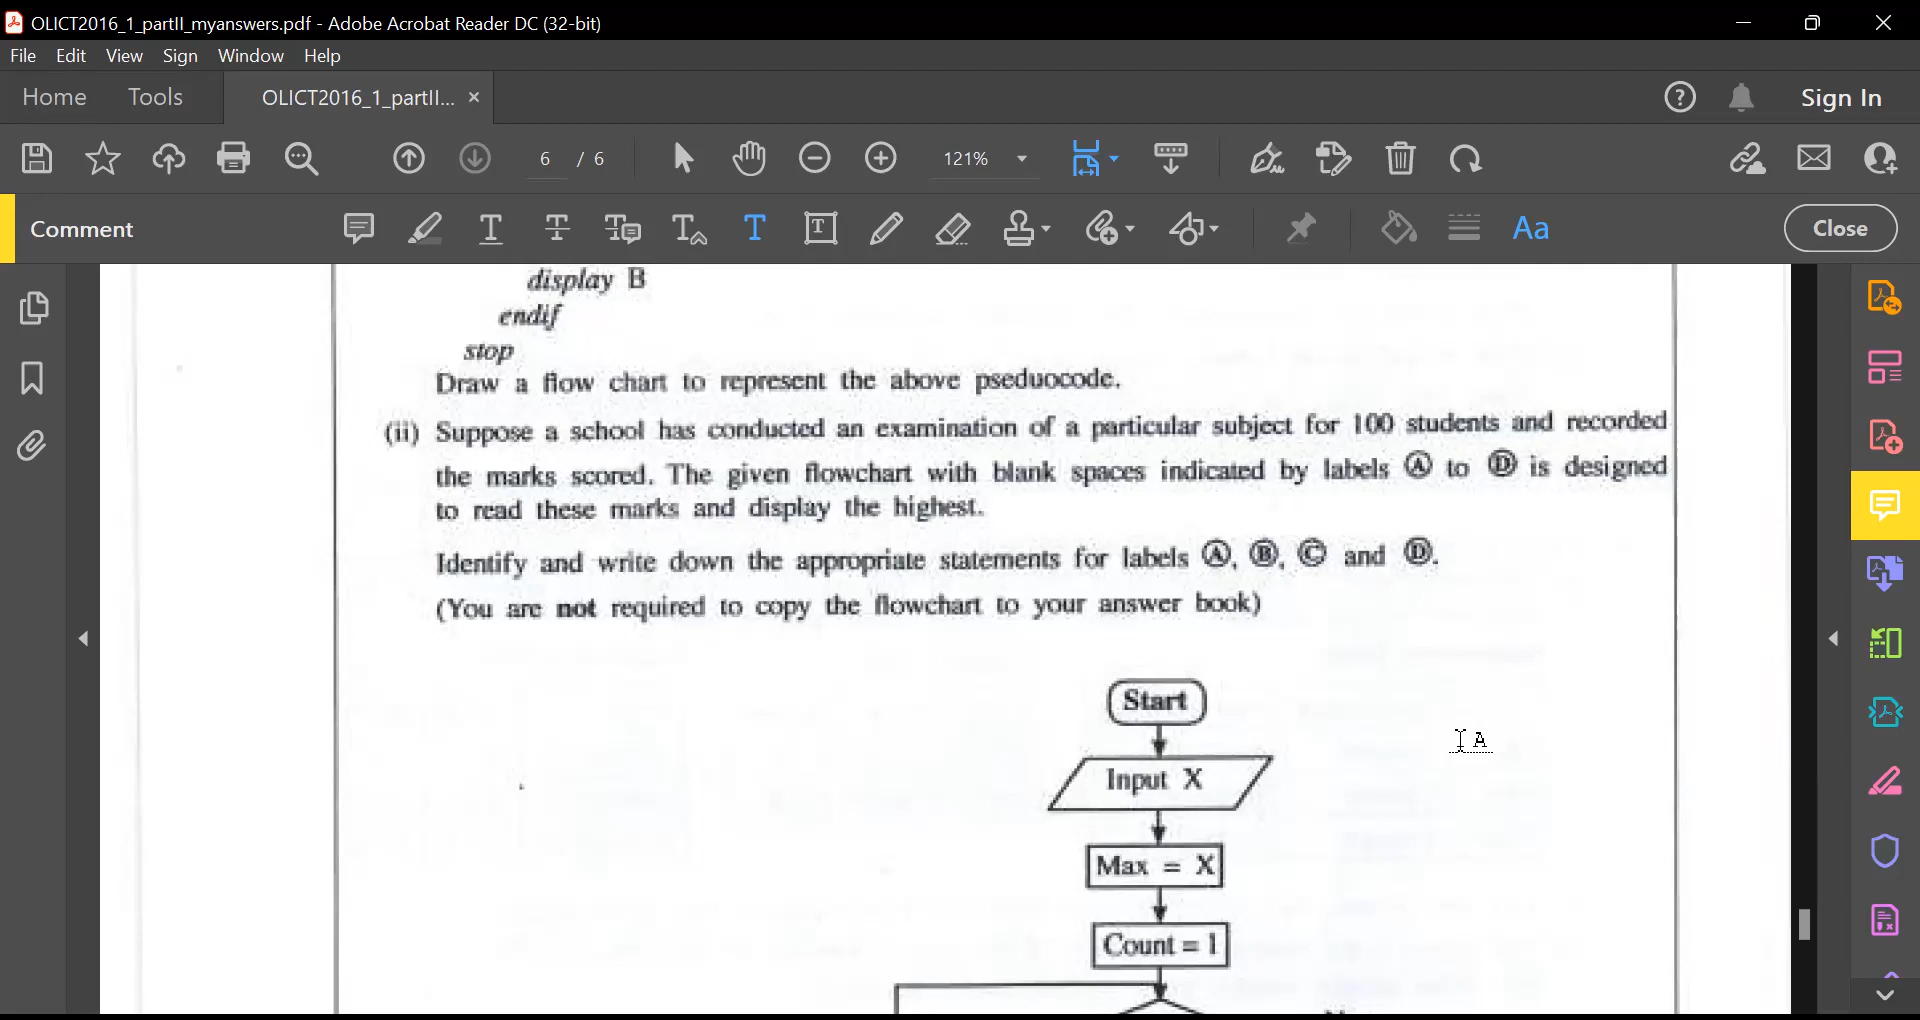 OLICT2016_1_partII_myanswers.pdf - Adobe Acrobat Reader DC (32-bit)
File Edit View Sign Window Help
Home Tools OLICT2016_1_partII... × Sign In
6 / 6 121%
Comment Close
display B
endif
stop
Draw a flow chart to represent the above pseduocode.
(ii) Suppose a school has conducted an examination of a particular subject for 100 students and recorded
the marks scored. The given flowchart with blank spaces indicated by labels Ⓐ to Ⓓ is designed
to read these marks and display the highest.
Identify and write down the appropriate statements for labels Ⓐ, Ⓑ, Ⓒ and Ⓓ.
(You are not required to copy the flowchart to your answer book)
Start
Input X
Max = X
Count = 1